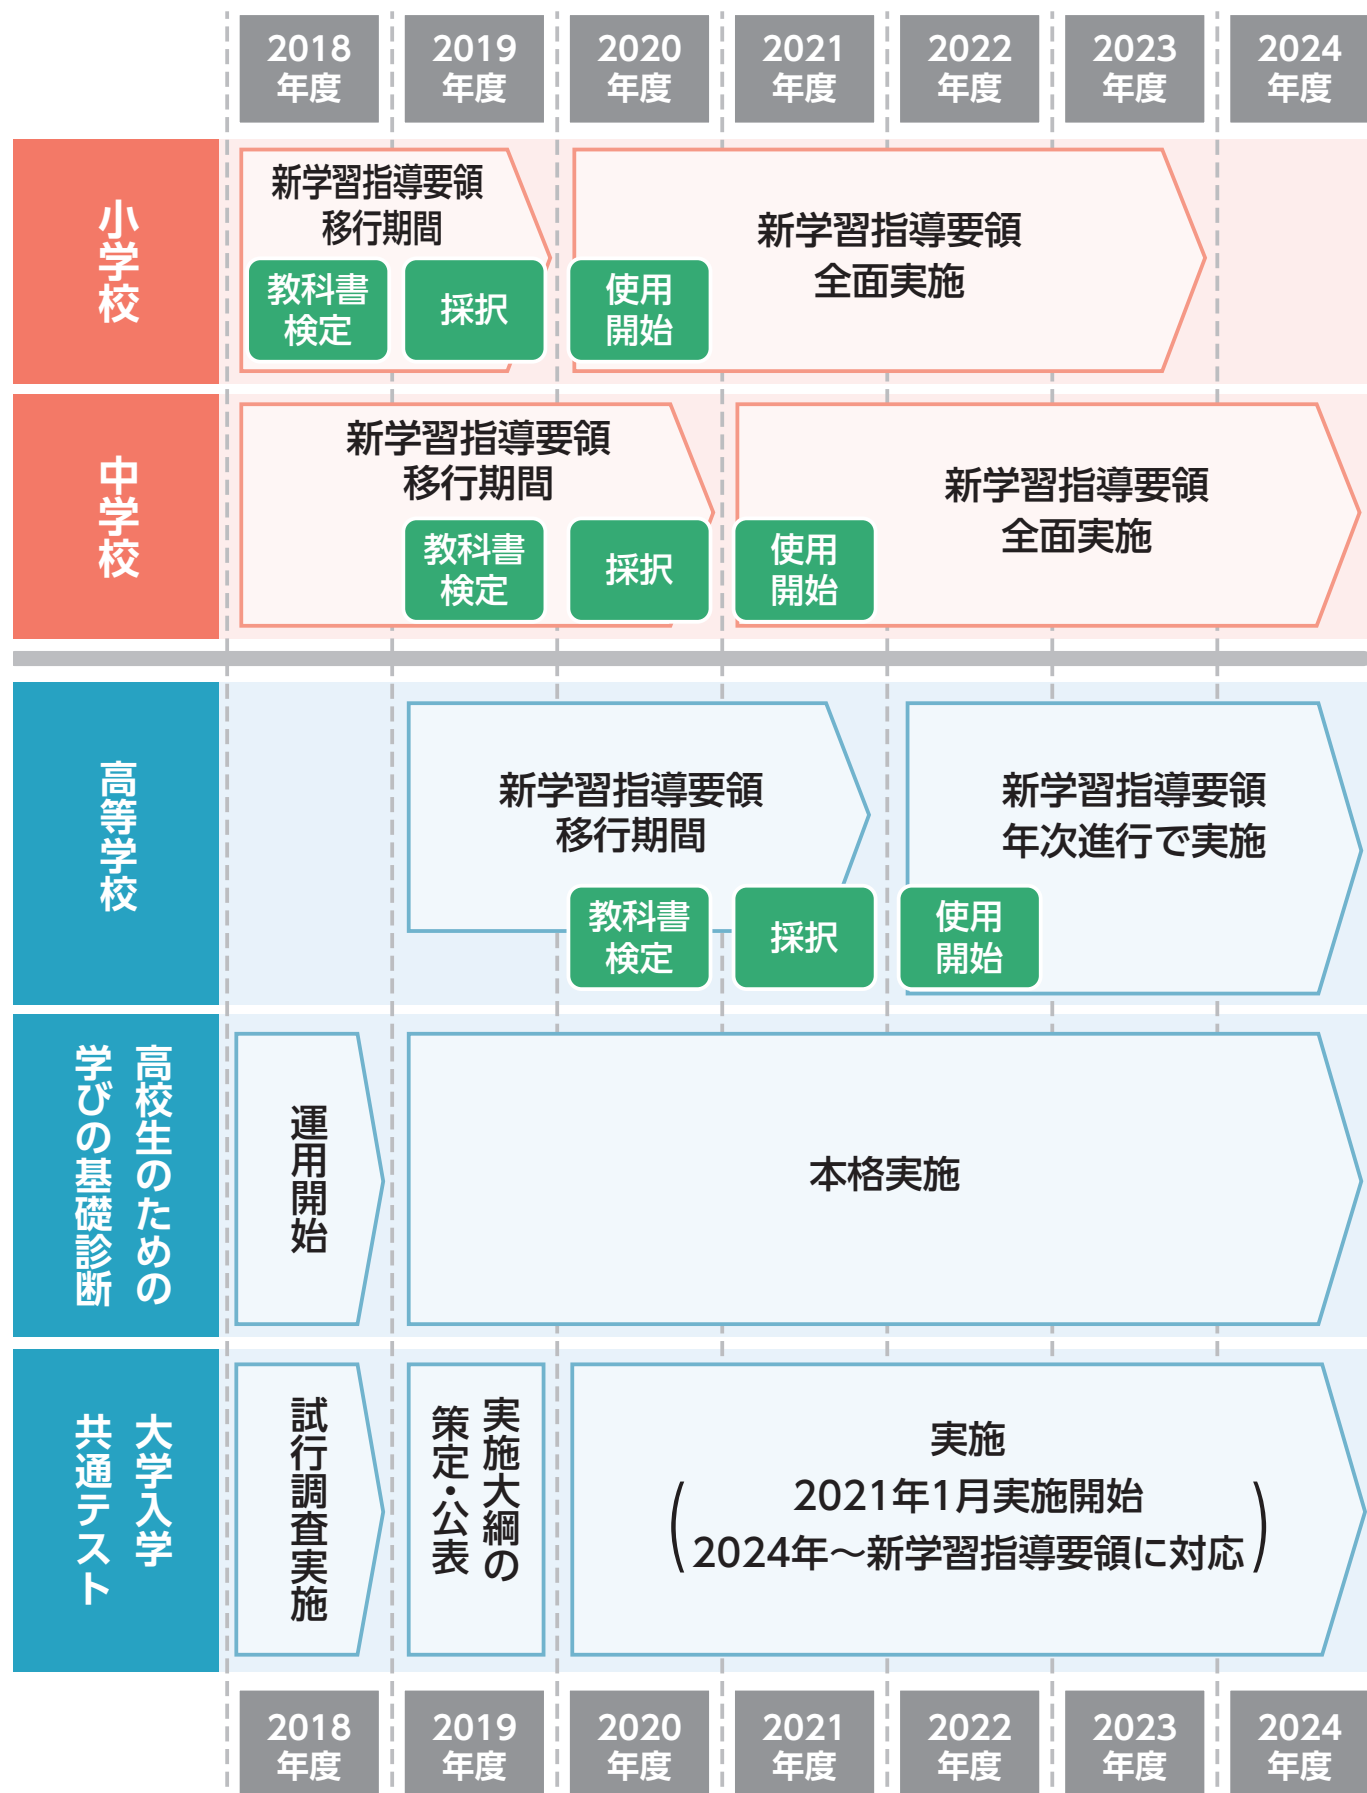 2018
年度
2019
年度
2020
年度
2021
年度
2022
年度
2023
年度
2024
年度
小学校
新学習指導要領
移行期間
教科書
検定
採択
使用
開始
新学習指導要領
全面実施
中学校
新学習指導要領
移行期間
教科書
検定
採択
使用
開始
新学習指導要領
全面実施
高等学校
新学習指導要領
移行期間
教科書
検定
採択
使用
開始
新学習指導要領
年次進行で実施
高校生のための
学びの基礎診断
運用開始
本格実施
大学入学
共通テスト
試行調査実施
実施大綱の
策定・公表
実施
(2021年1月実施開始
2024年〜新学習指導要領に対応)
2018
年度
2019
年度
2020
年度
2021
年度
2022
年度
2023
年度
2024
年度